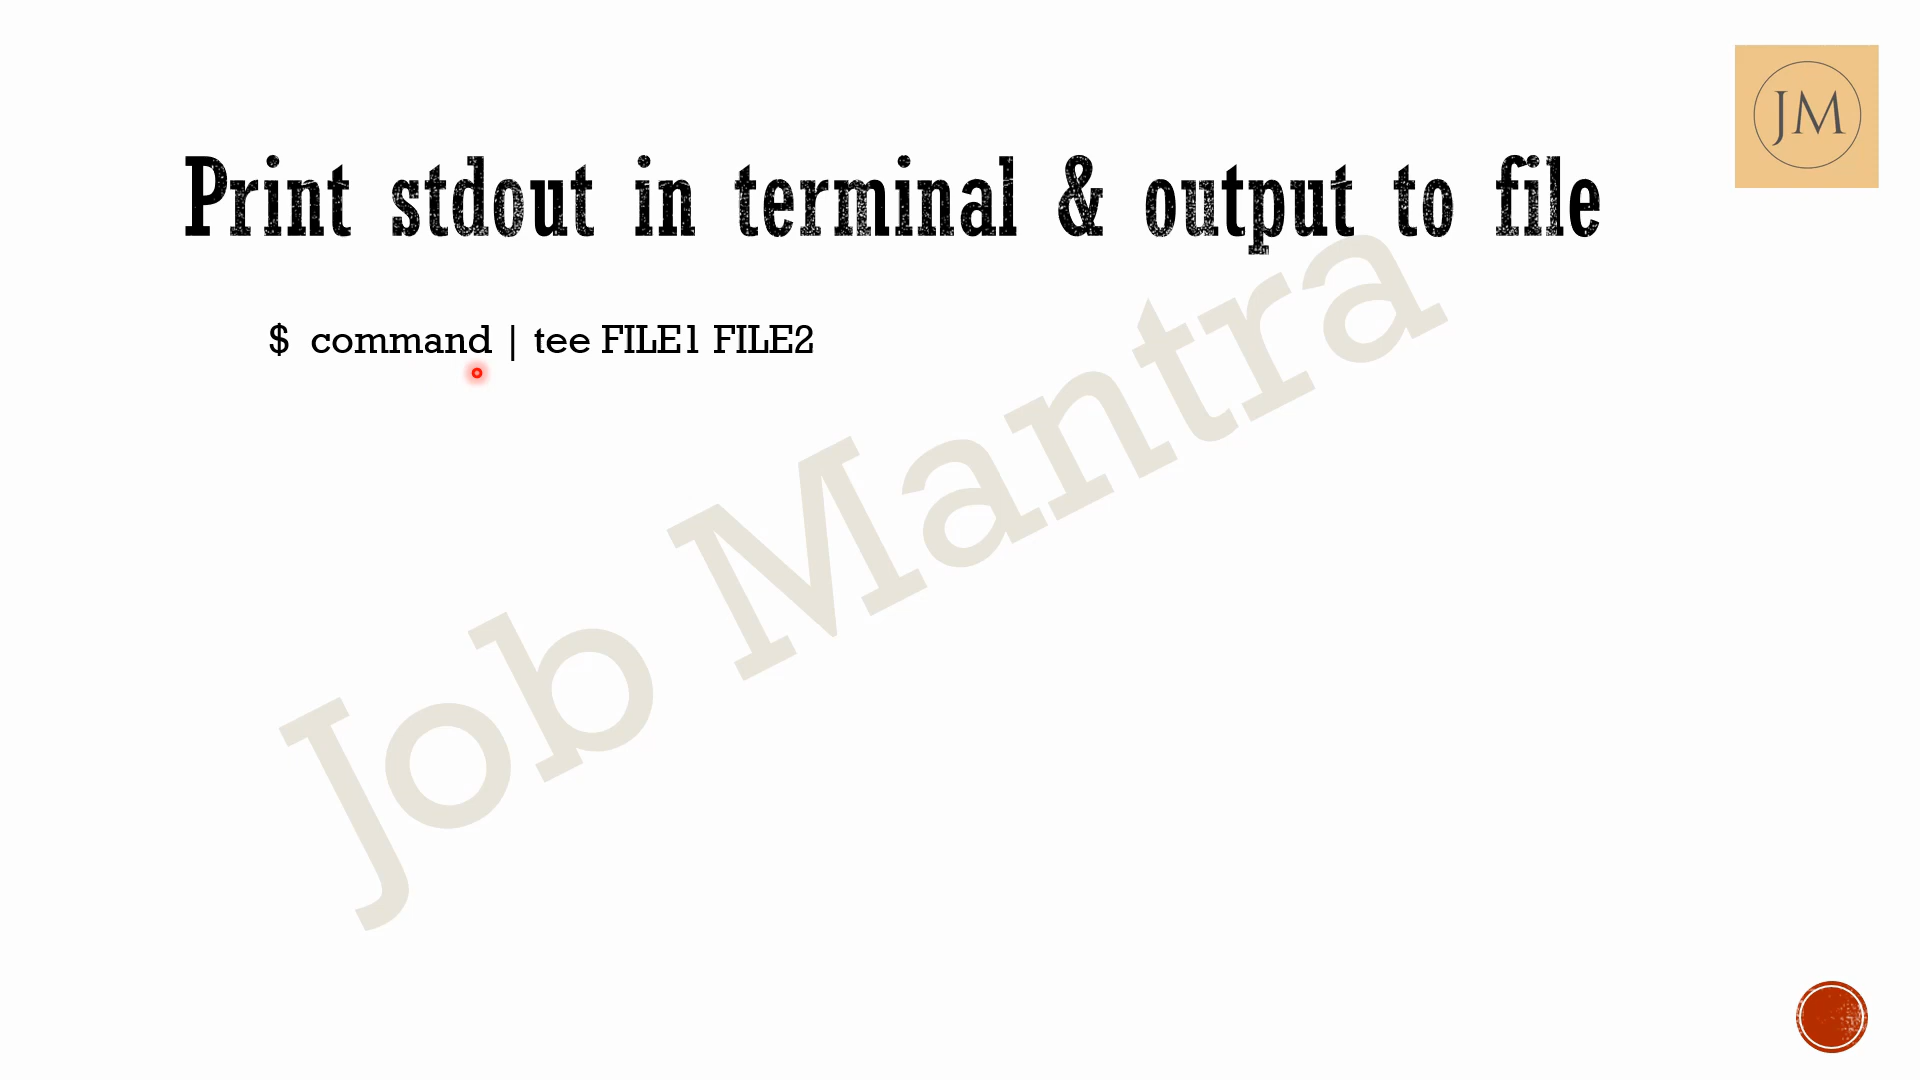 JM
Print stdout in terminal & output to file
$ command | tee FILE1 FILE2
Job Mantra